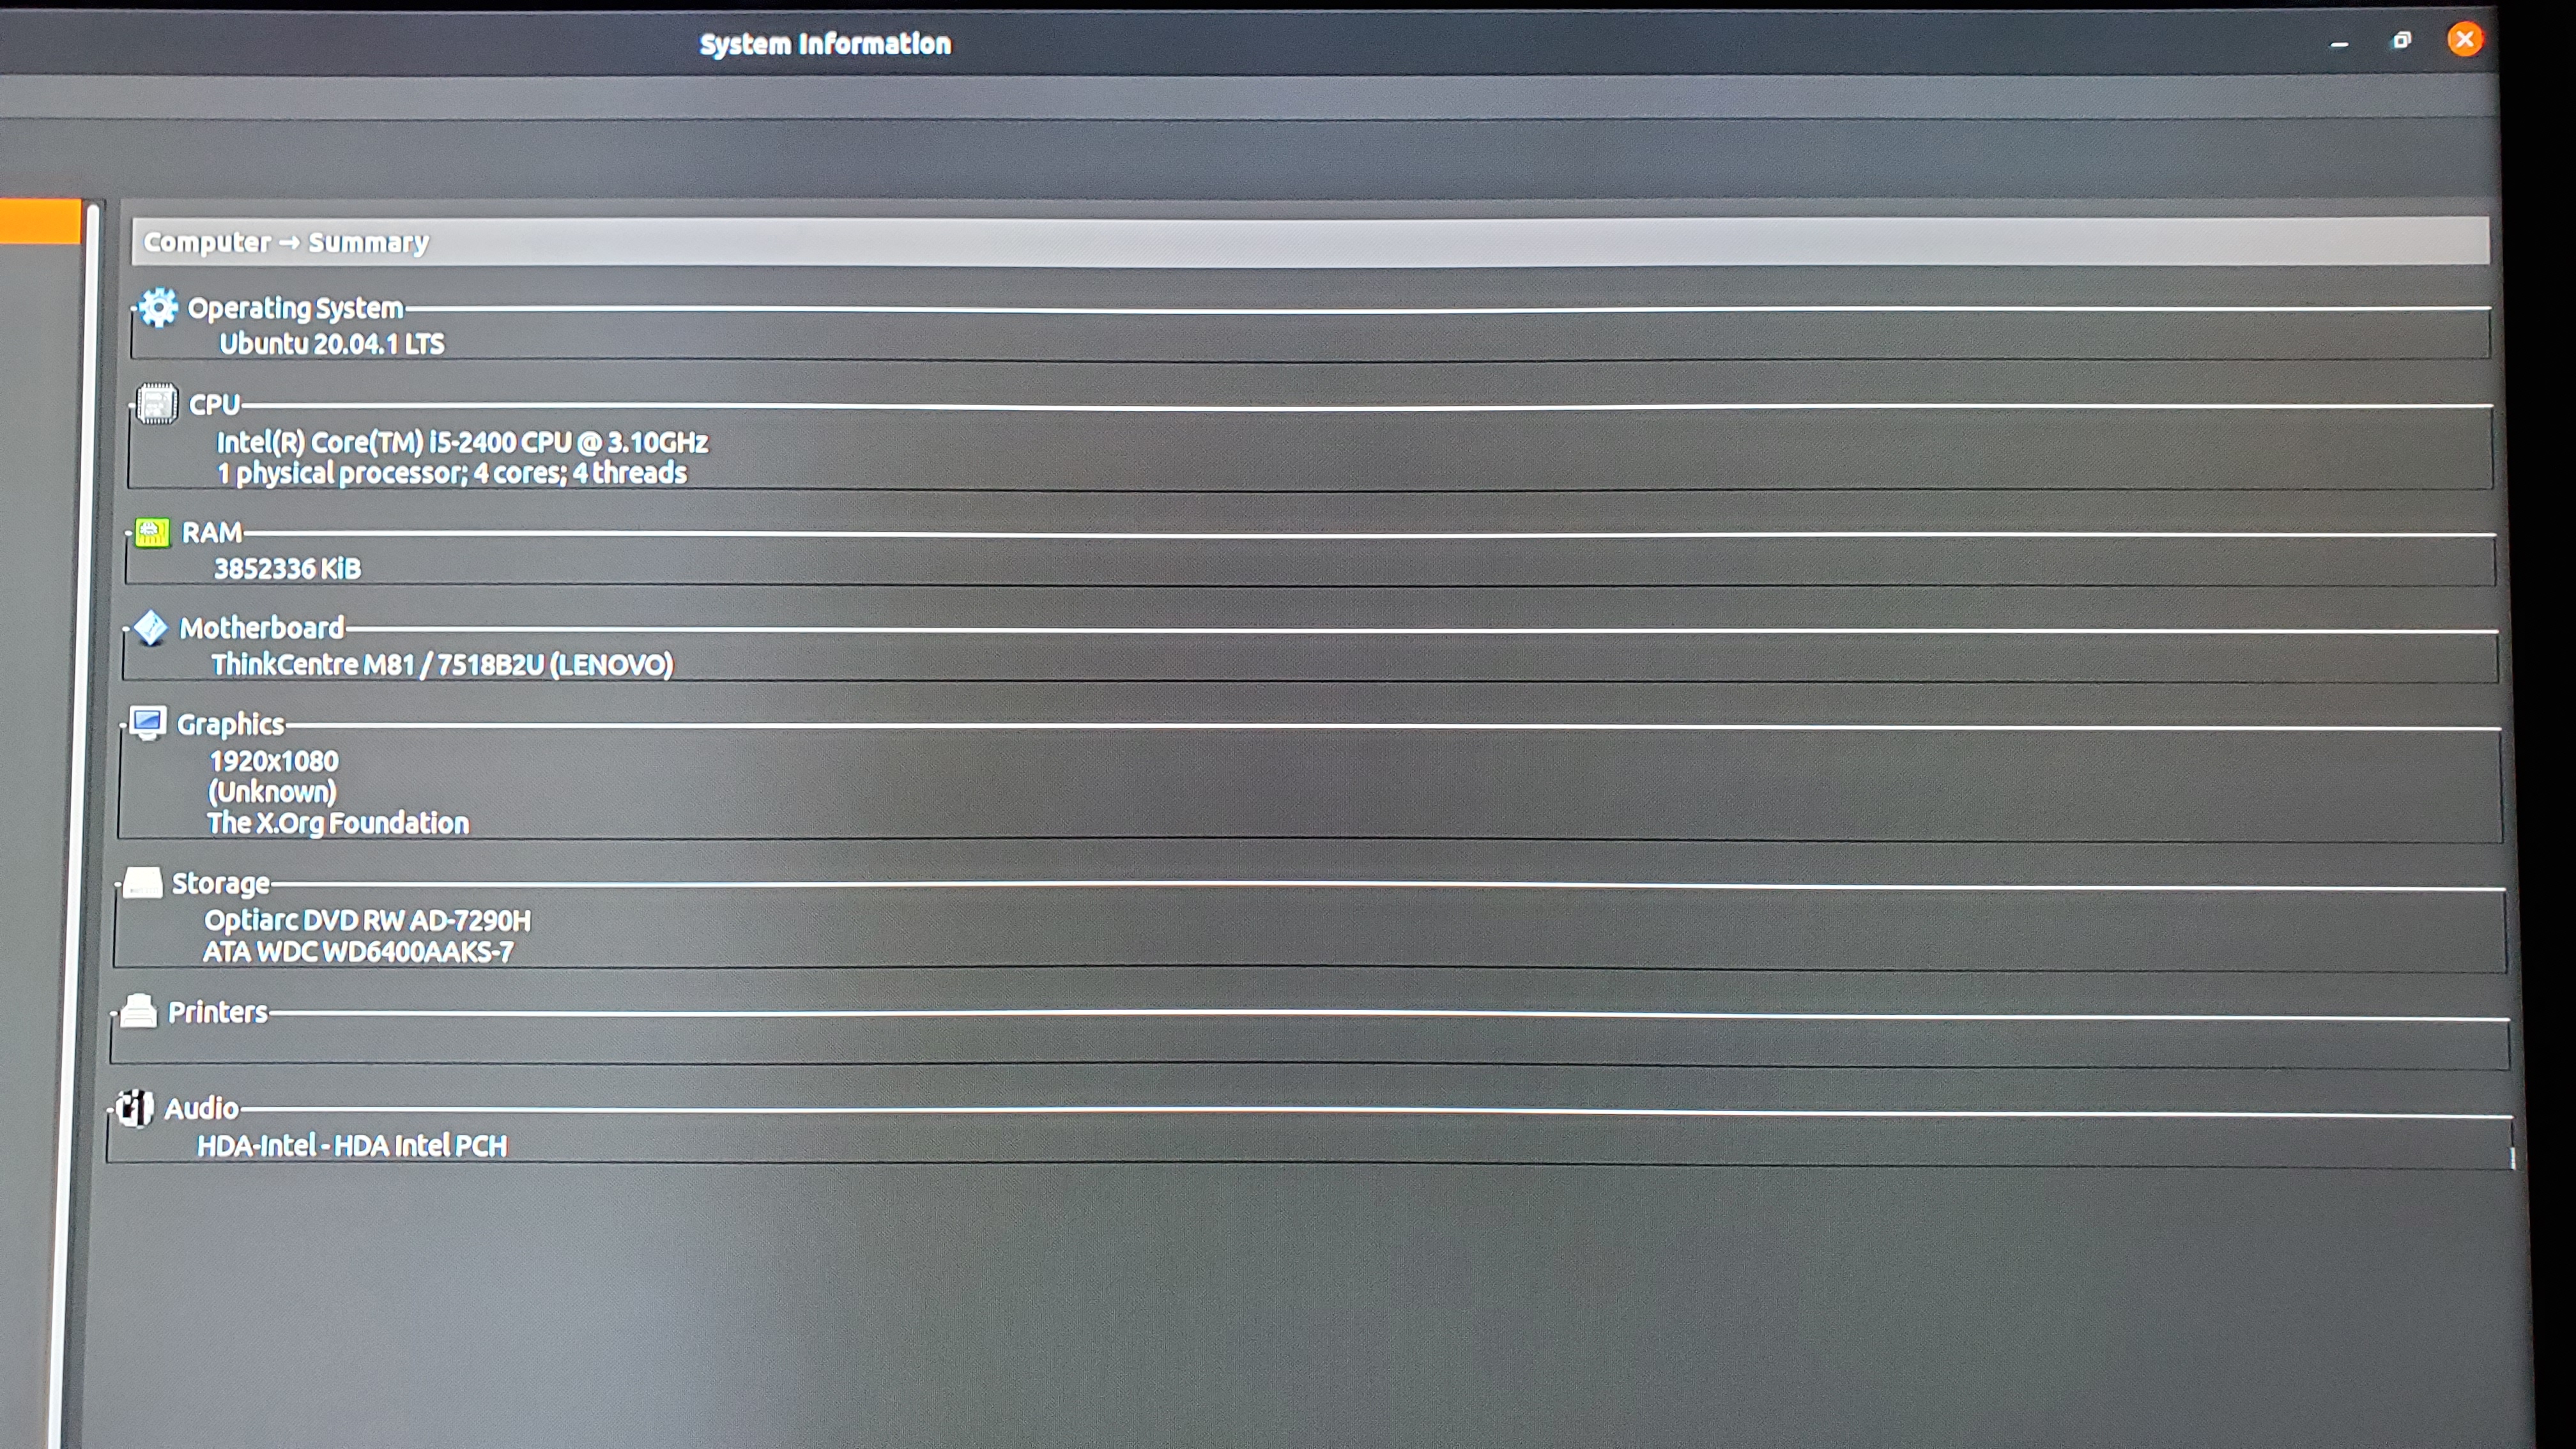 System Information
Computer → Summary
Operating System
Ubuntu 20.04.1 LTS
CPU
Intel(R) Core(TM) i5-2400 CPU @ 3.10GHz
1 physical processor; 4 cores; 4 threads
RAM
3852336 KiB
Motherboard
ThinkCentre M81 / 7518B2U (LENOVO)
Graphics
1920x1080
(Unknown)
The X.Org Foundation
Storage
Optiarc DVD RW AD-7290H
ATA WDC WD6400AAKS-7
Printers
Audio
HDA-Intel - HDA Intel PCH